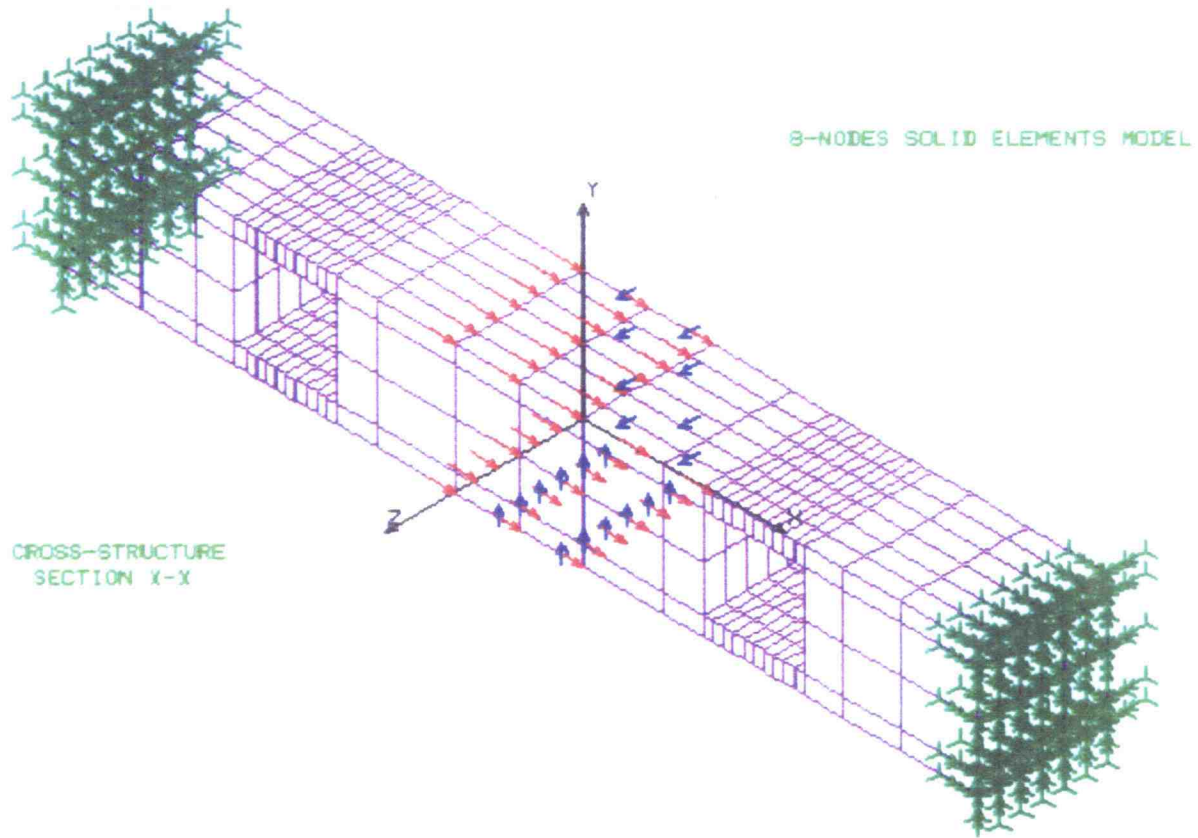 8-NODES SOLID ELEMENTS MODEL
Y
Z
X
CROSS-STRUCTURE
SECTION X-X